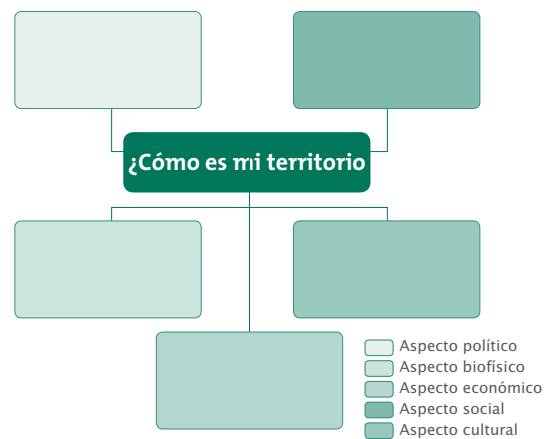 ¿Cómo es mi territorio
Aspecto político
Aspecto biofísico
Aspecto económico
Aspecto social
Aspecto cultural